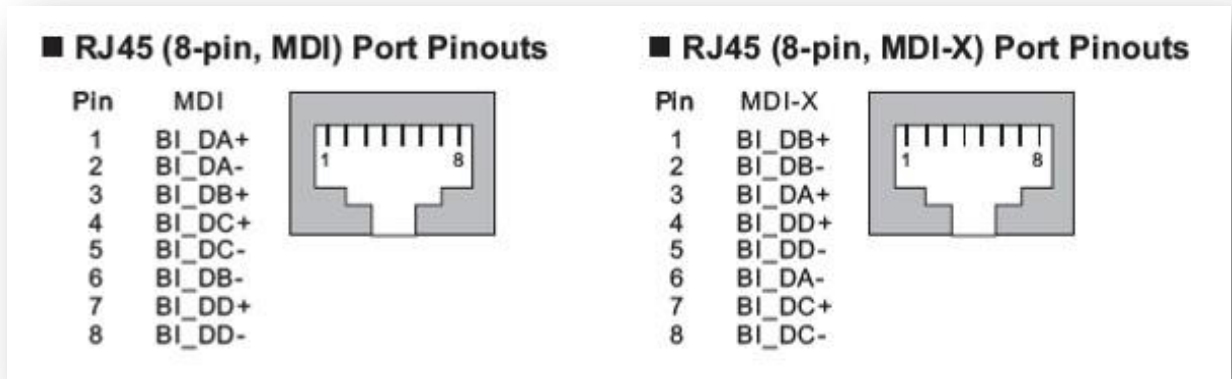 ■ RJ45 (8-pin, MDI) Port Pinouts
Pin MDI
1 BI_DA+
2 BI_DA-
3 BI_DB+
4 BI_DC+
5 BI_DC-
6 BI_DB-
7 BI_DD+
8 BI_DD-
1 8
■ RJ45 (8-pin, MDI-X) Port Pinouts
Pin MDI-X
1 BI_DB+
2 BI_DB-
3 BI_DA+
4 BI_DD+
5 BI_DD-
6 BI_DA-
7 BI_DC+
8 BI_DC-
1 8